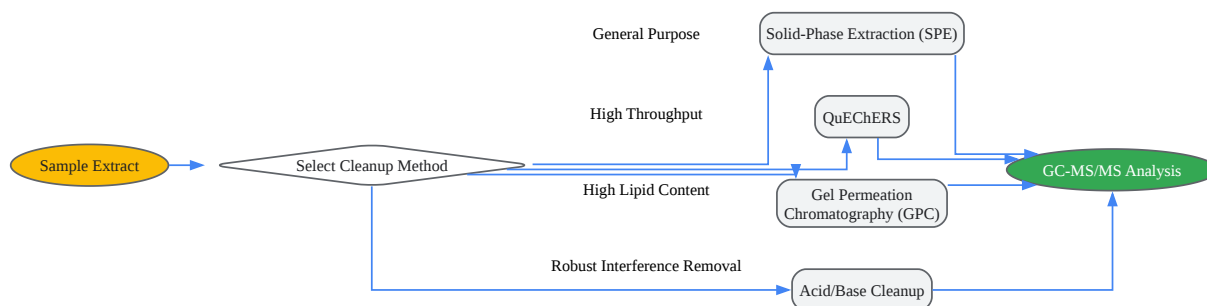 General Purpose
Solid-Phase Extraction (SPE)
High Throughput
QuEChERS
Sample Extract
Select Cleanup Method
GC-MS/MS Analysis
High Lipid Content
Gel Permeation
Chromatography (GPC)
Robust Interference Removal
Acid/Base Cleanup